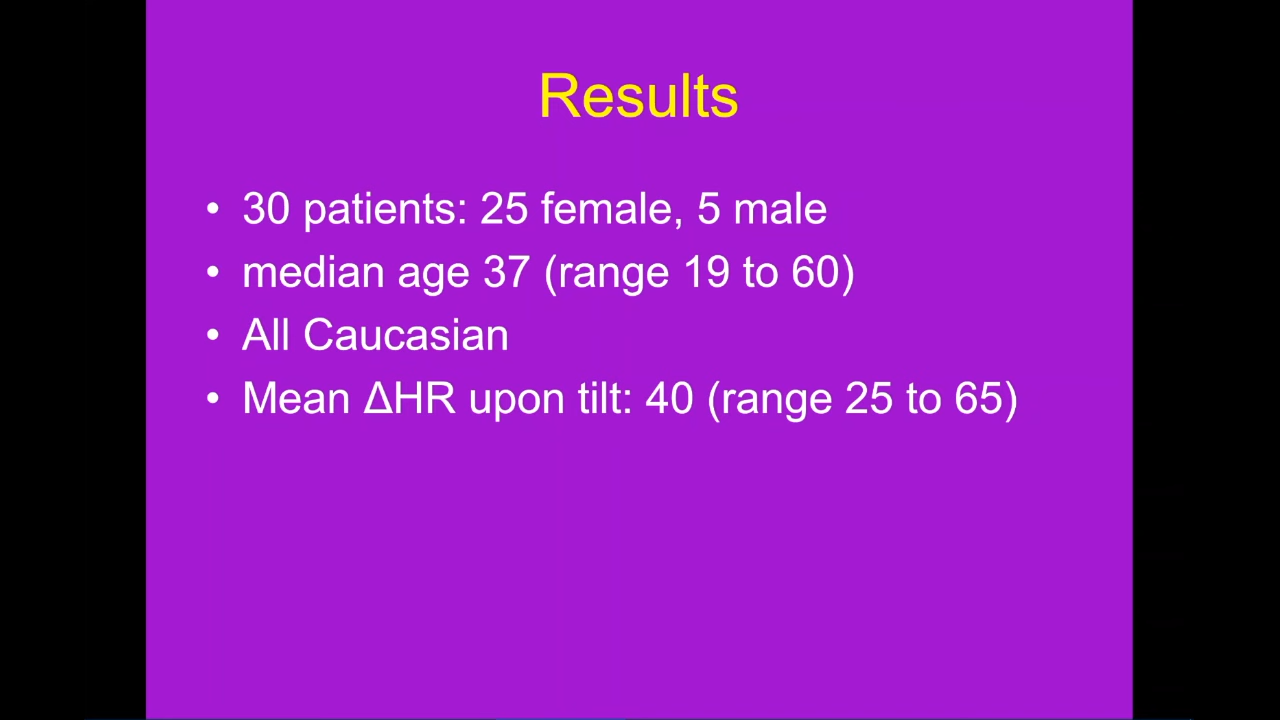 Results
• 30 patients: 25 female, 5 male
• median age 37 (range 19 to 60)
• All Caucasian
• Mean ΔHR upon tilt: 40 (range 25 to 65)